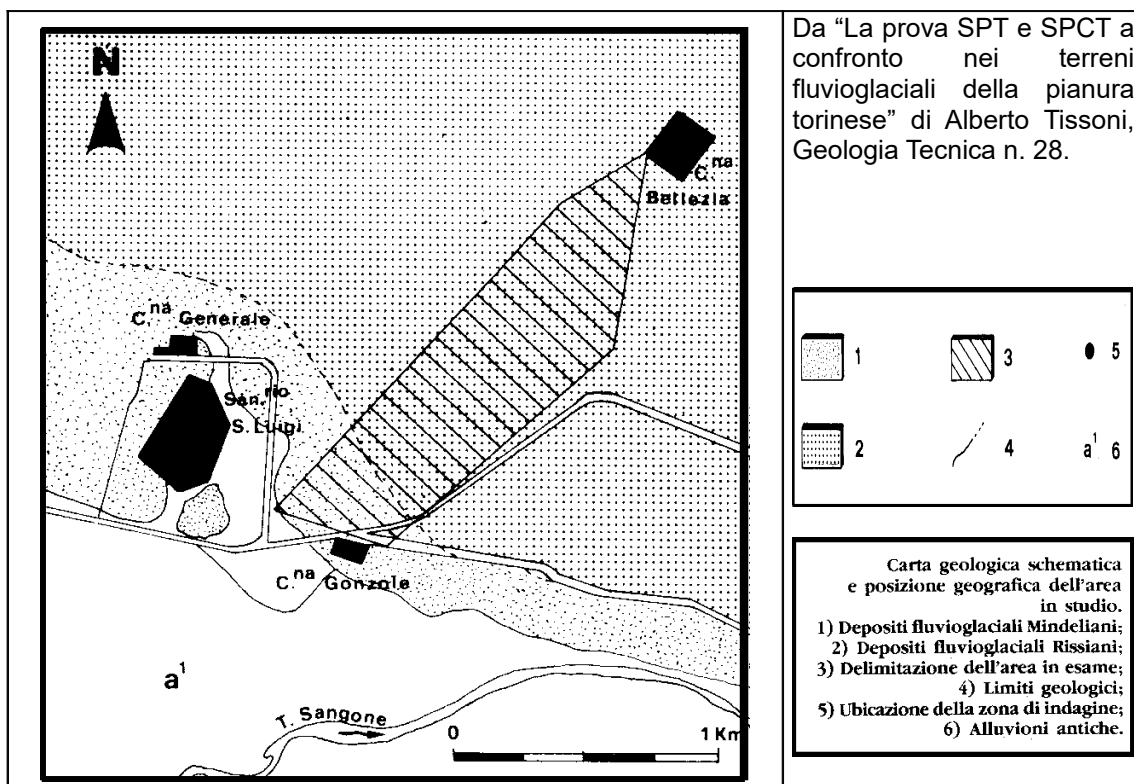 Da “La prova SPT e SPCT a
confronto nei terreni
fluvioglaciali della pianura
torinese” di Alberto Tissoni,
Geologia Tecnica n. 28.
N
C.na
Bellezia
C.na Generale
San.rio
S. Luigi
C.na Gonzole
a1
T. Sangone
0 1 Km
1
3
5
2
4
a1 6
Carta geologica schematica
e posizione geografica dell'area
in studio.
1) Depositi fluvioglaciali Mindeliani;
2) Depositi fluvioglaciali Rissiani;
3) Delimitazione dell'area in esame;
4) Limiti geologici;
5) Ubicazione della zona di indagine;
6) Alluvioni antiche.